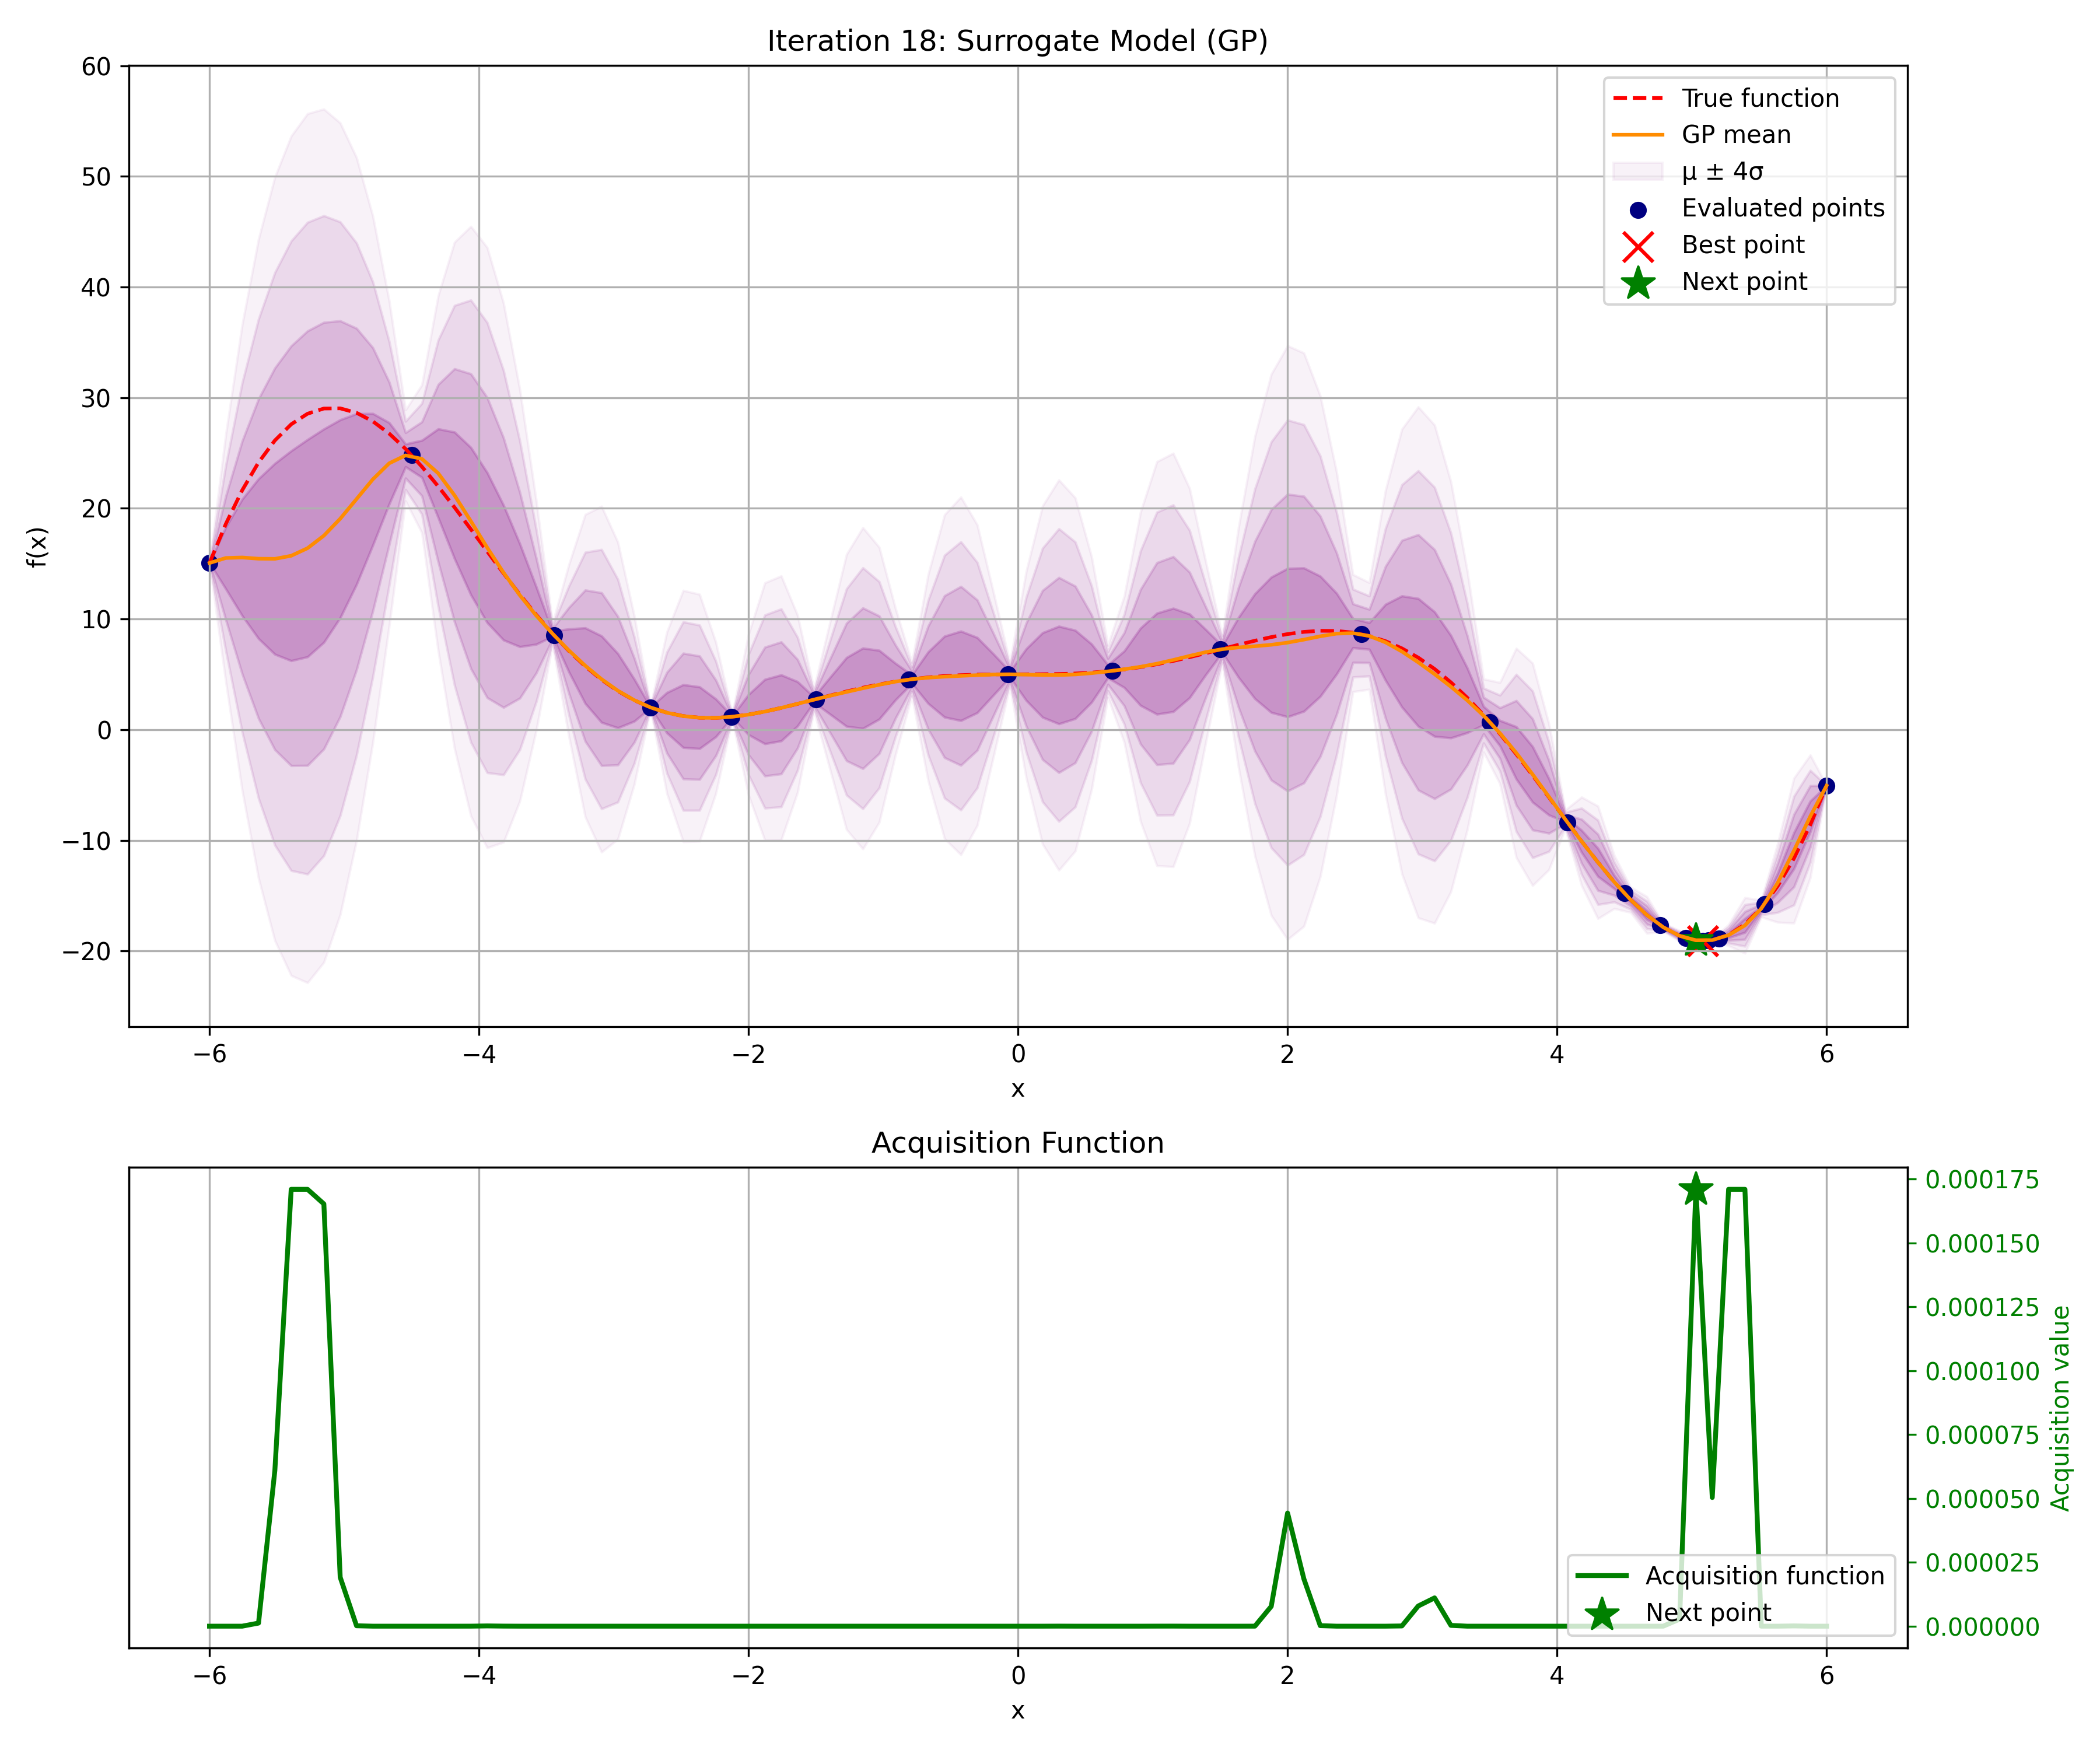 Iteration 18: Surrogate Model (GP)
60
50
40
30
20
10
0
−10
−20
f(x)
True function
GP mean
μ ± 4σ
Evaluated points
Best point
Next point
−6 −4 −2 0 2 4 6
x
Acquisition Function
0.000175
0.000150
0.000125
0.000100
0.000075
0.000050
0.000025
0.000000
Acquisition value
Acquisition function
Next point
−6 −4 −2 0 2 4 6
x